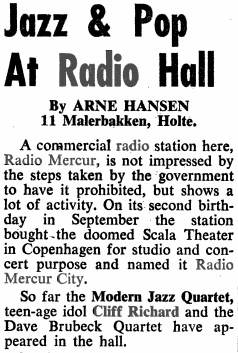 Jazz & Pop
At Radio Hall
By ARNE HANSEN
11 Malerbakken, Holte.
A commercial radio station here,
Radio Mercur, is not impressed by
the steps taken by the government
to have it prohibited, but shows a
lot of activity. On its second birth-
day in September the station
bought the doomed Scala Theater
in Copenhagen for studio and con-
cert purpose and named it Radio
Mercur City.
So far the Modern Jazz Quartet,
teen-age idol Cliff Richard and the
Dave Brubeck Quartet have ap-
peared in the hall.